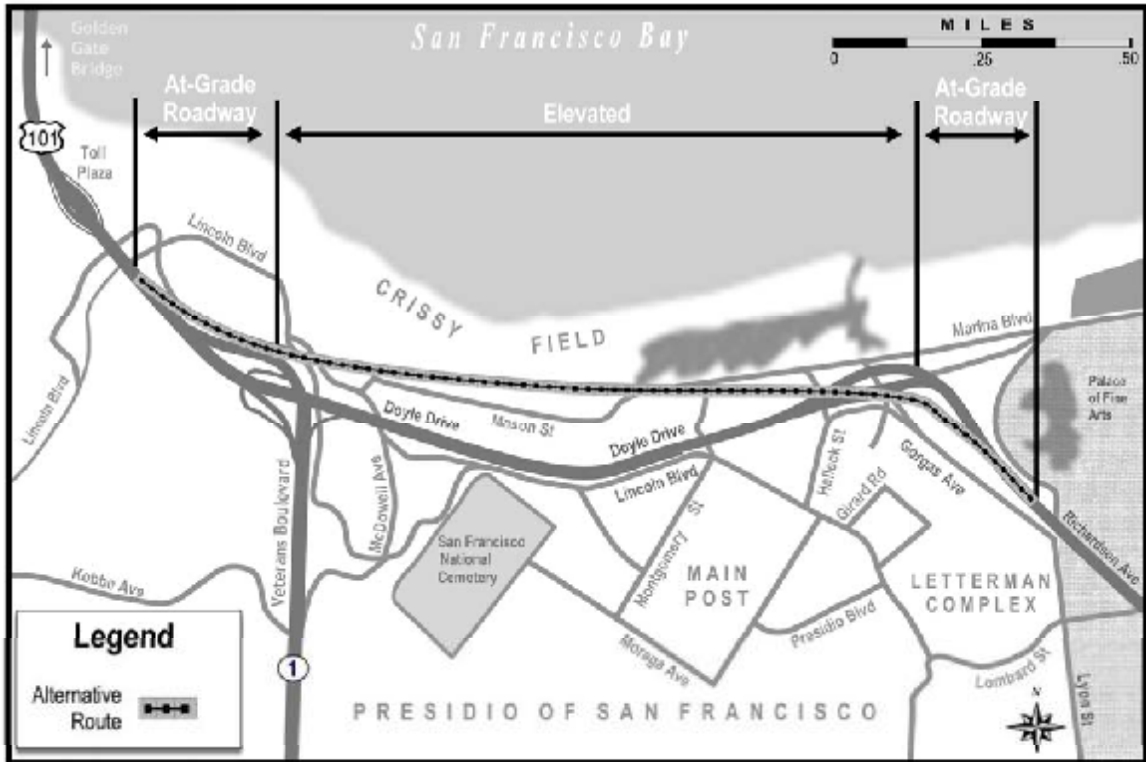 Golden
Gate
Bridge
San Francisco Bay
MILES
0 .25 .50
At-Grade
Roadway
Elevated
At-Grade
Roadway
101
Toll
Plaza
Lincoln Blvd
CRISSY
FIELD
Marina Blvd
Palace
of Fine
Arts
Lincoln Blvd
Doyle Drive
Mason St
Doyle Drive
Lincoln Blvd
Halleck St
Gorgas Ave
Girard Rd
Richardson Ave
McDowell Ave
Veterans Boulevard
San Francisco
National
Cemetery
Montgomery St
MAIN
POST
LETTERMAN
COMPLEX
Kobbe Ave
Presidio Blvd
Moraga Ave
Lombard St
Lyon St
1
N
Legend
Alternative
Route
PRESIDIO OF SAN FRANCISCO